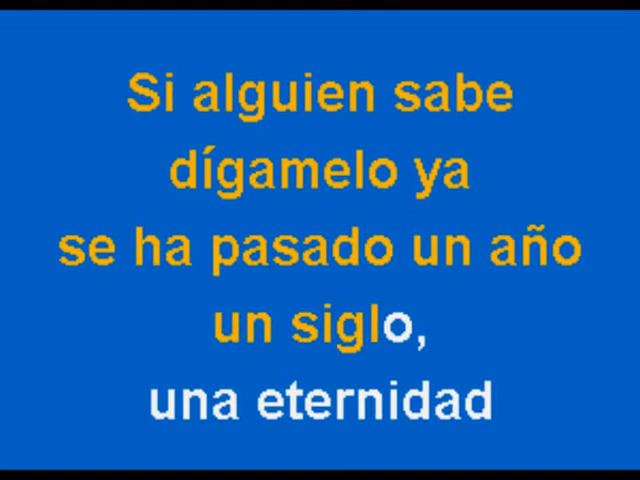 Si alguien sabe
dígamelo ya
se ha pasado un año
un siglo,
una eternidad